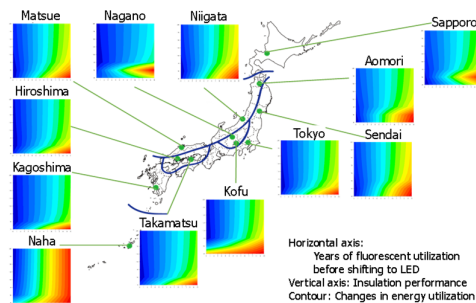 Matsue
Nagano
Niigata
Sapporo
Aomori
Hiroshima
Tokyo
Sendai
Kagoshima
Kofu
Takamatsu
Naha
Horizontal axis:
Years of fluorescent utilization
before shifting to LED
Vertical axis: Insulation performance
Contour: Changes in energy utilization